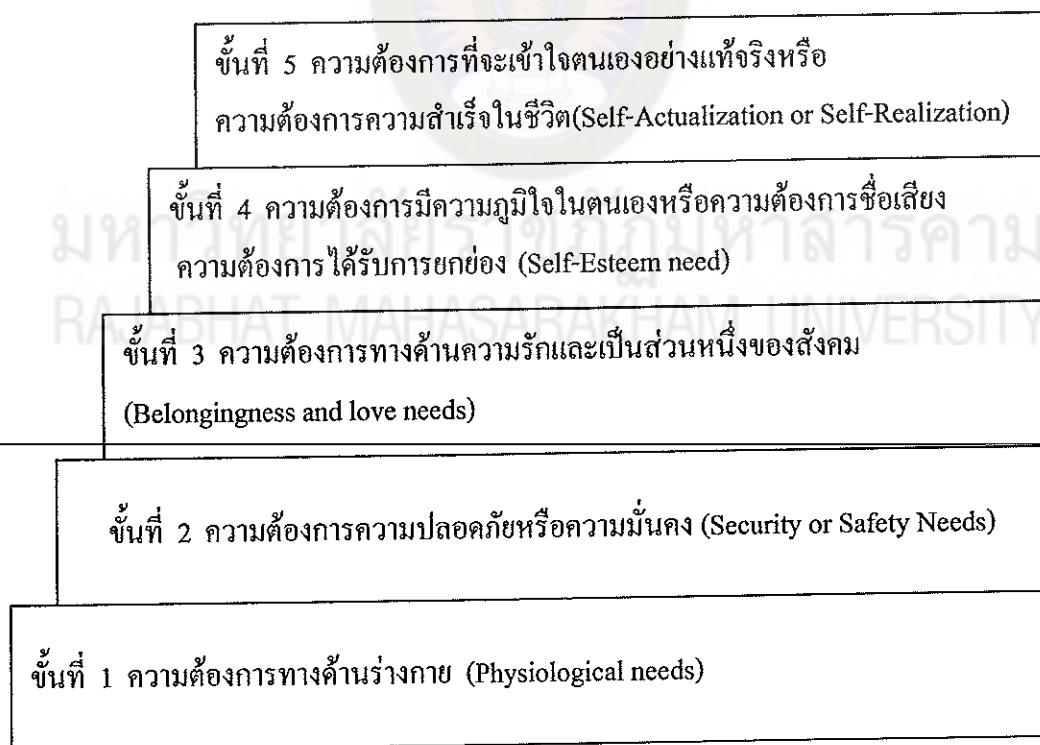 ขั้นที่ 5 ความต้องการที่จะเข้าใจตนเองอย่างแท้จริงหรือ
ความต้องการความสำเร็จในชีวิต(Self-Actualization or Self-Realization)
ขั้นที่ 4 ความต้องการมีความภูมิใจในตนเองหรือความต้องการชื่อเสียง
ความต้องการได้รับการยกย่อง (Self-Esteem need)
มหาวิทยาลัยราชภัฏมหาสารคาม
RAJABHAT MAHASARAKHAM UNIVERSITY
ขั้นที่ 3 ความต้องการทางด้านความรักและเป็นส่วนหนึ่งของสังคม
(Belongingness and love needs)
ขั้นที่ 2 ความต้องการความปลอดภัยหรือความมั่นคง (Security or Safety Needs)
ขั้นที่ 1 ความต้องการทางด้านร่างกาย (Physiological needs)